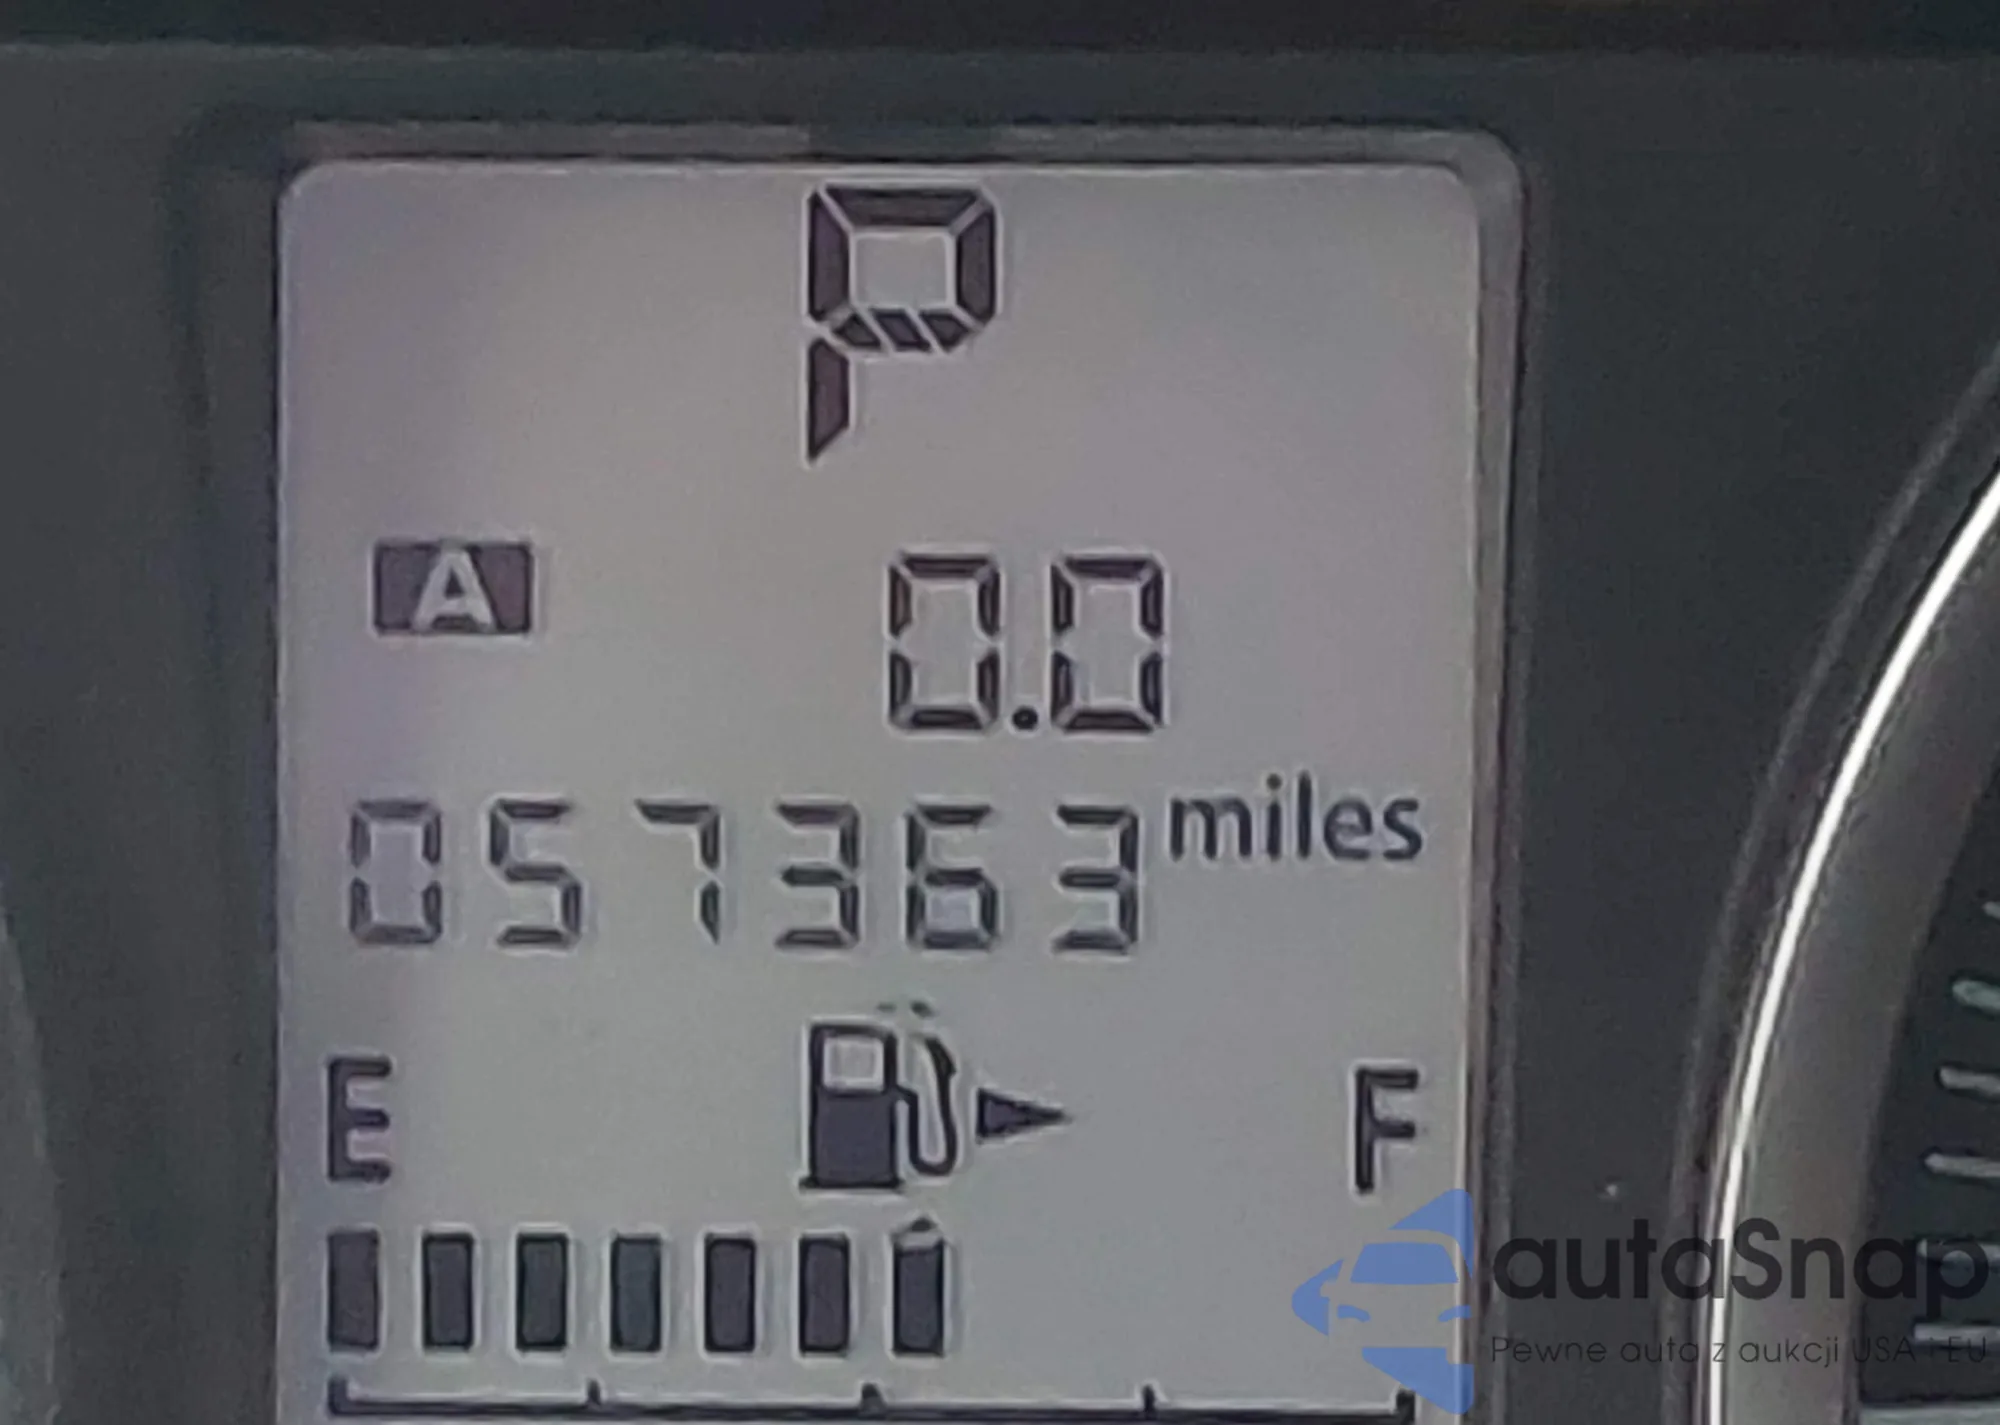 P
A 0.0
057363 miles
E F
autaSnap
Pewne auta z aukcji USA i EU